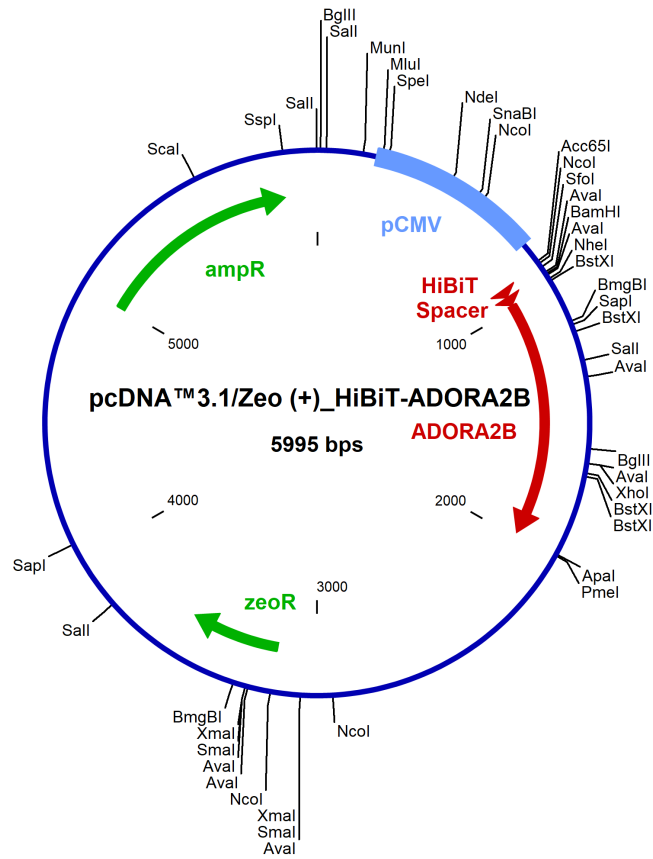 BglII
SalI
MunI
MluI
SpeI
SalI
SspI
ScaI
NdeI
SnaBI
NcoI
Acc65I
NcoI
SfoI
AvaI
BamHI
AvaI
NheI
BstXI
pCMV
ampR
I
HiBiT
Spacer
BmgBI
SapI
BstXI
5000
1000
SalI
AvaI
pcDNA™3.1/Zeo (+)_HiBiT-ADORA2B
5995 bps
ADORA2B
BglII
AvaI
XhoI
BstXI
BstXI
4000
2000
SapI
ApaI
PmeI
3000
zeoR
SalI
BmgBI
XmaI
SmaI
AvaI
AvaI
NcoI
XmaI
SmaI
AvaI
NcoI